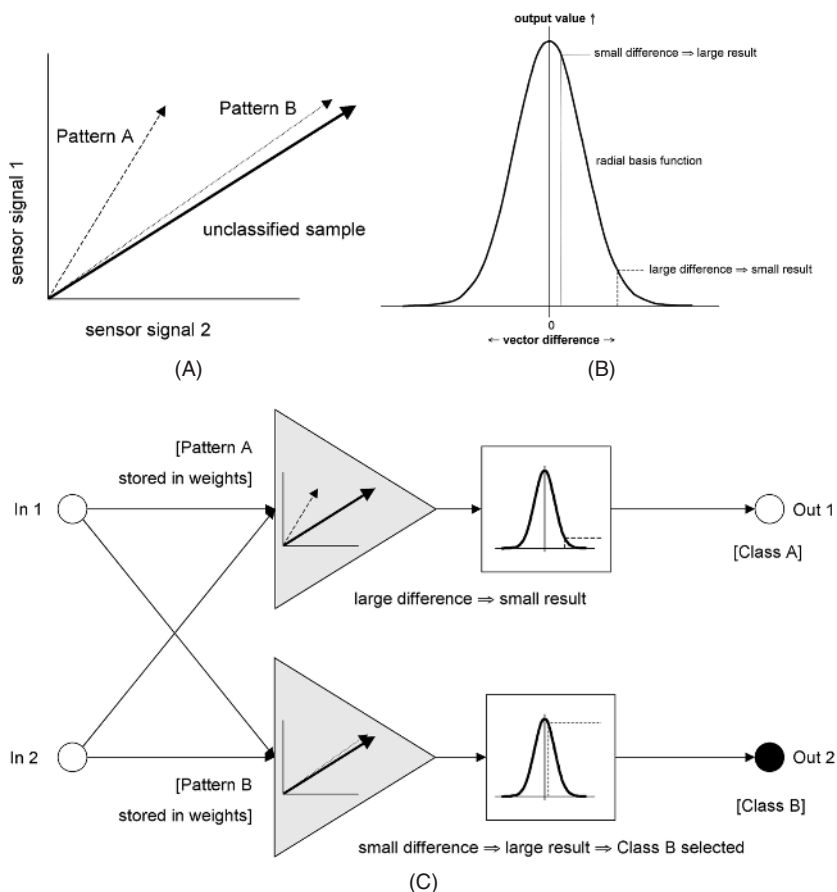 sensor signal 1
Pattern A
Pattern B
unclassified sample
sensor signal 2
(A)
output value ↑
small difference ⇒ large result
radial basis function
large difference ⇒ small result
0
← vector difference →
(B)
In 1
[Pattern A
stored in weights]
Out 1
[Class A]
large difference ⇒ small result
In 2
[Pattern B
stored in weights]
Out 2
[Class B]
small difference ⇒ large result ⇒ Class B selected
(C)